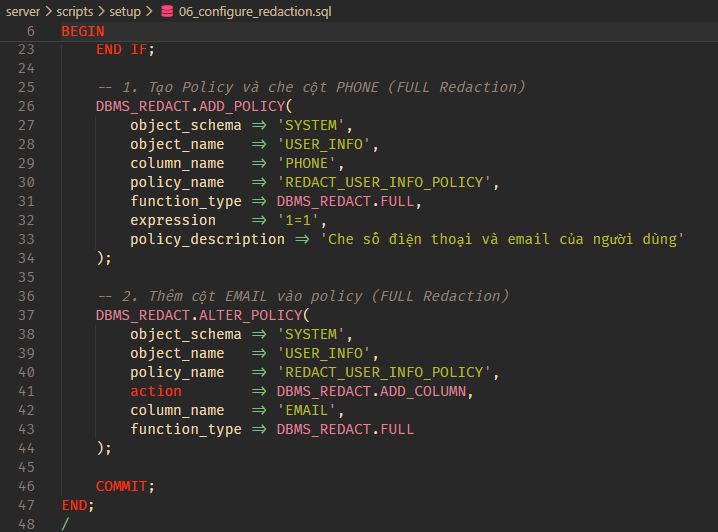 server > scripts > setup > 06_configure_redaction.sql
6 BEGIN
23     END IF;
24
25     -- 1. Tạo Policy và che cột PHONE (FULL Redaction)
26     DBMS_REDACT.ADD_POLICY(
27         object_schema => 'SYSTEM',
28         object_name   => 'USER_INFO',
29         column_name   => 'PHONE',
30         policy_name   => 'REDACT_USER_INFO_POLICY',
31         function_type => DBMS_REDACT.FULL,
32         expression    => '1=1',
33         policy_description => 'Che số điện thoại và email của người dùng'
34     );
35
36     -- 2. Thêm cột EMAIL vào policy (FULL Redaction)
37     DBMS_REDACT.ALTER_POLICY(
38         object_schema => 'SYSTEM',
39         object_name   => 'USER_INFO',
40         policy_name   => 'REDACT_USER_INFO_POLICY',
41         action        => DBMS_REDACT.ADD_COLUMN,
42         column_name   => 'EMAIL',
43         function_type => DBMS_REDACT.FULL
44     );
45
46     COMMIT;
47 END;
48 /